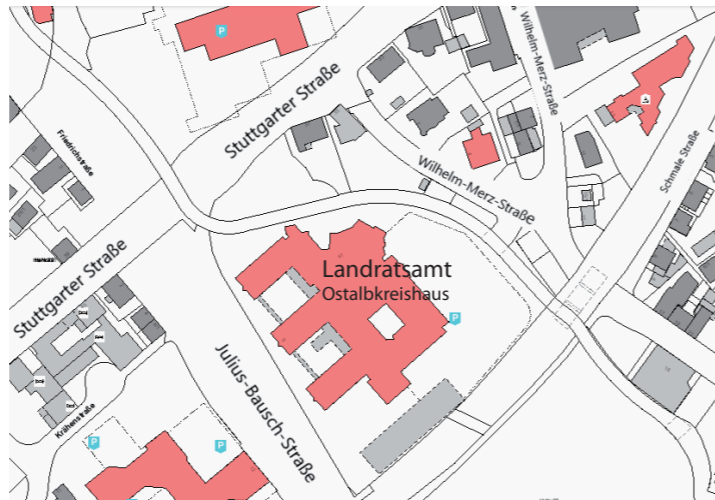 P
Stuttgarter Straße
Wilhelm-Merz-Straße
Friedrichstraße
Wilhelm-Merz-Straße
Schmale Straße
Stuttgarter Straße
Landratsamt
Ostalbkreishaus
P
Julius-Bausch-Straße
Krähenstraße
P
P